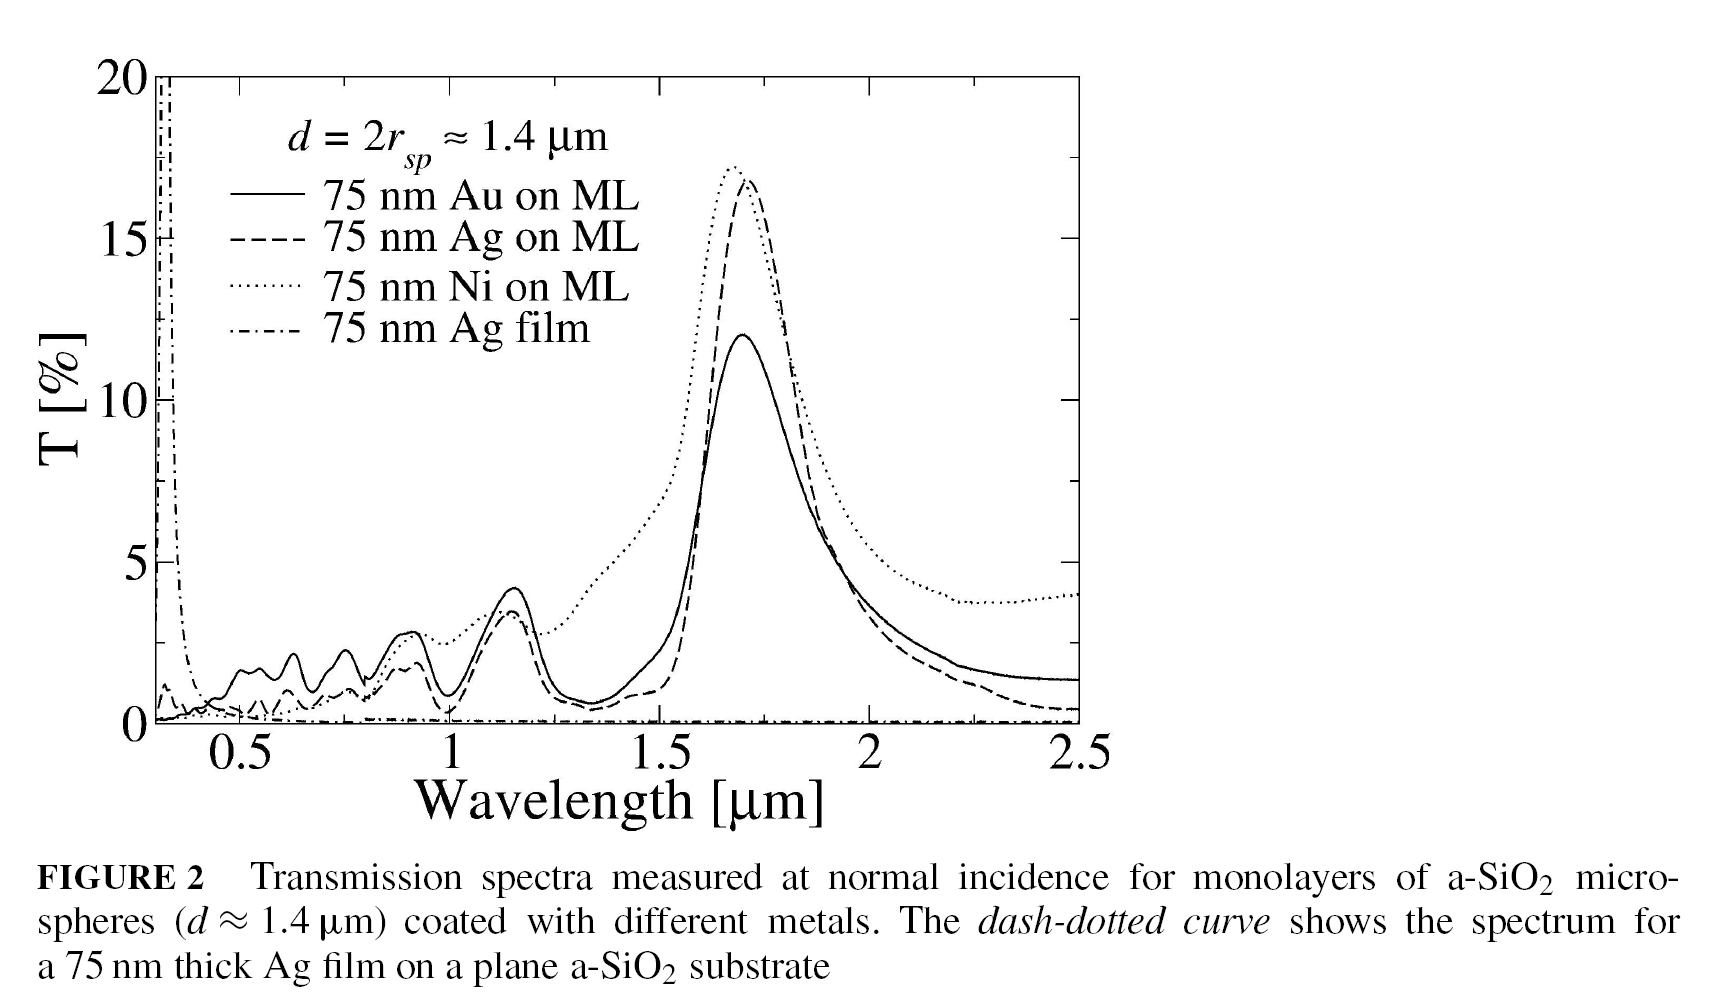 20
15
10
5
0
T [%]
d = 2r_sp ≈ 1.4 μm
75 nm Au on ML
75 nm Ag on ML
75 nm Ni on ML
75 nm Ag film
0.5 1 1.5 2 2.5
Wavelength [μm]
FIGURE 2 Transmission spectra measured at normal incidence for monolayers of a-SiO₂ micro-
spheres (d ≈ 1.4 μm) coated with different metals. The dash-dotted curve shows the spectrum for
a 75 nm thick Ag film on a plane a-SiO₂ substrate